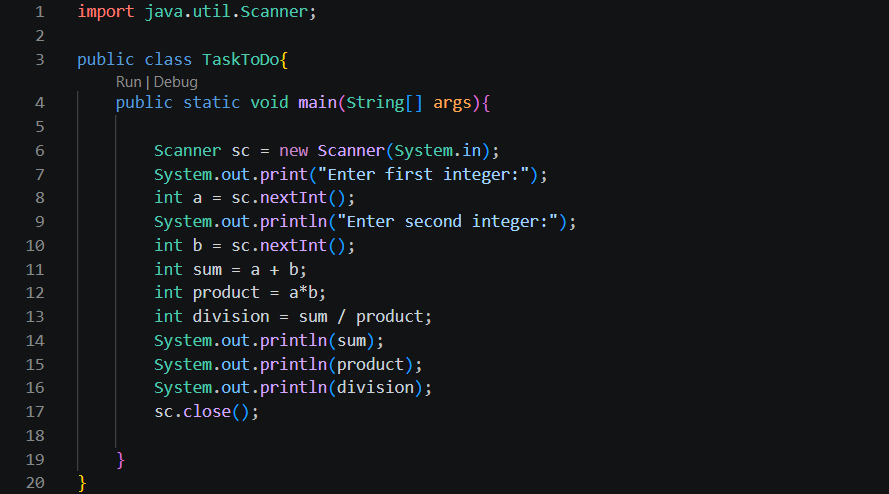 1 import java.util.Scanner;
2
3 public class TaskToDo{
Run | Debug
4 public static void main(String[] args){
5
6 Scanner sc = new Scanner(System.in);
7 System.out.print("Enter first integer:");
8 int a = sc.nextInt();
9 System.out.println("Enter second integer:");
10 int b = sc.nextInt();
11 int sum = a + b;
12 int product = a*b;
13 int division = sum / product;
14 System.out.println(sum);
15 System.out.println(product);
16 System.out.println(division);
17 sc.close();
18
19 }
20 }